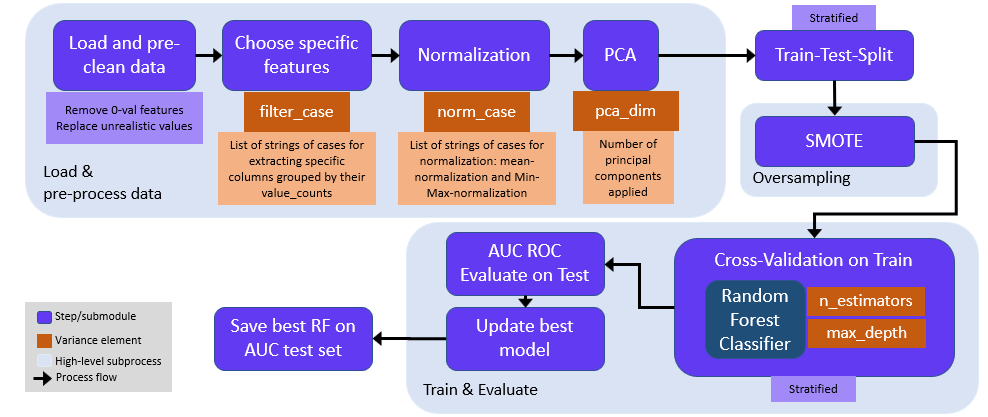 Load and pre-
clean data
Remove 0-val features
Replace unrealistic values
Choose specific
features
filter_case
List of strings of cases for
extracting specific
columns grouped by their
value_counts
Normalization
norm_case
List of strings of cases for
normalization: mean-
normalization and Min-
Max-normalization
PCA
pca_dim
Number of
principal
components
applied
Load &
pre-process data
Stratified
Train-Test-Split
SMOTE
Oversampling
Cross-Validation on Train
Random
Forest
Classifier
n_estimators
max_depth
Stratified
AUC ROC
Evaluate on Test
Update best
model
Train & Evaluate
Save best RF on
AUC test set
Step/submodule
Variance element
High-level subprocess
Process flow